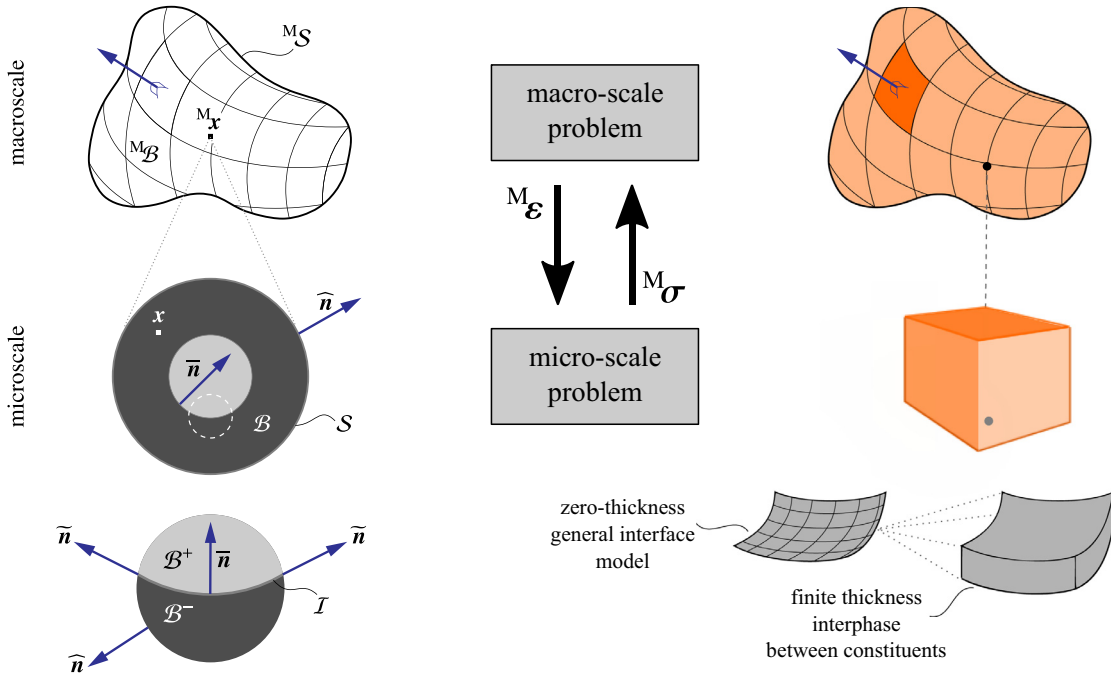 macroscale
ᴹ𝒮
ᴹx
ᴹℬ
macro-scale
problem
ᴹε
ᴹσ
microscale
n̂
x
n̅
ℬ
𝒮
micro-scale
problem
ñ
ℬ⁺
n̅
ñ
ℬ⁻
ℐ
n̂
zero-thickness
general interface
model
finite thickness
interphase
between constituents